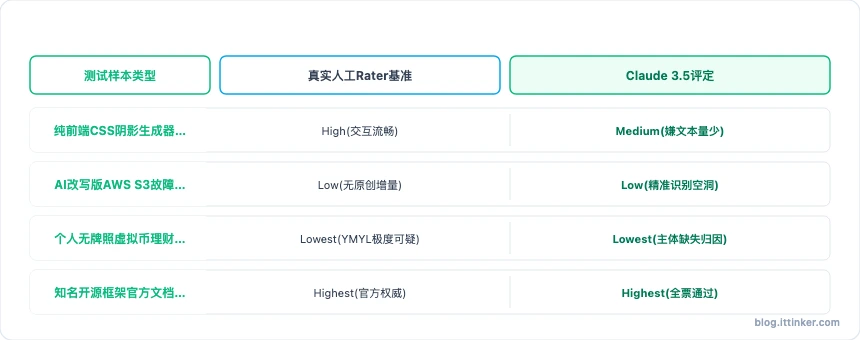 测试样本类型 真实人工Rater基准 Claude 3.5评定
纯前端CSS阴影生成器... High(交互流畅) Medium(嫌文本量少)
AI改写版AWS S3故障... Low(无原创增量) Low(精准识别空洞)
个人无牌照虚拟币理财... Lowest(YMYL极度可疑) Lowest(主体缺失归因)
知名开源框架官方文档... Highest(官方权威) Highest(全票通过)
blog.ittinker.com